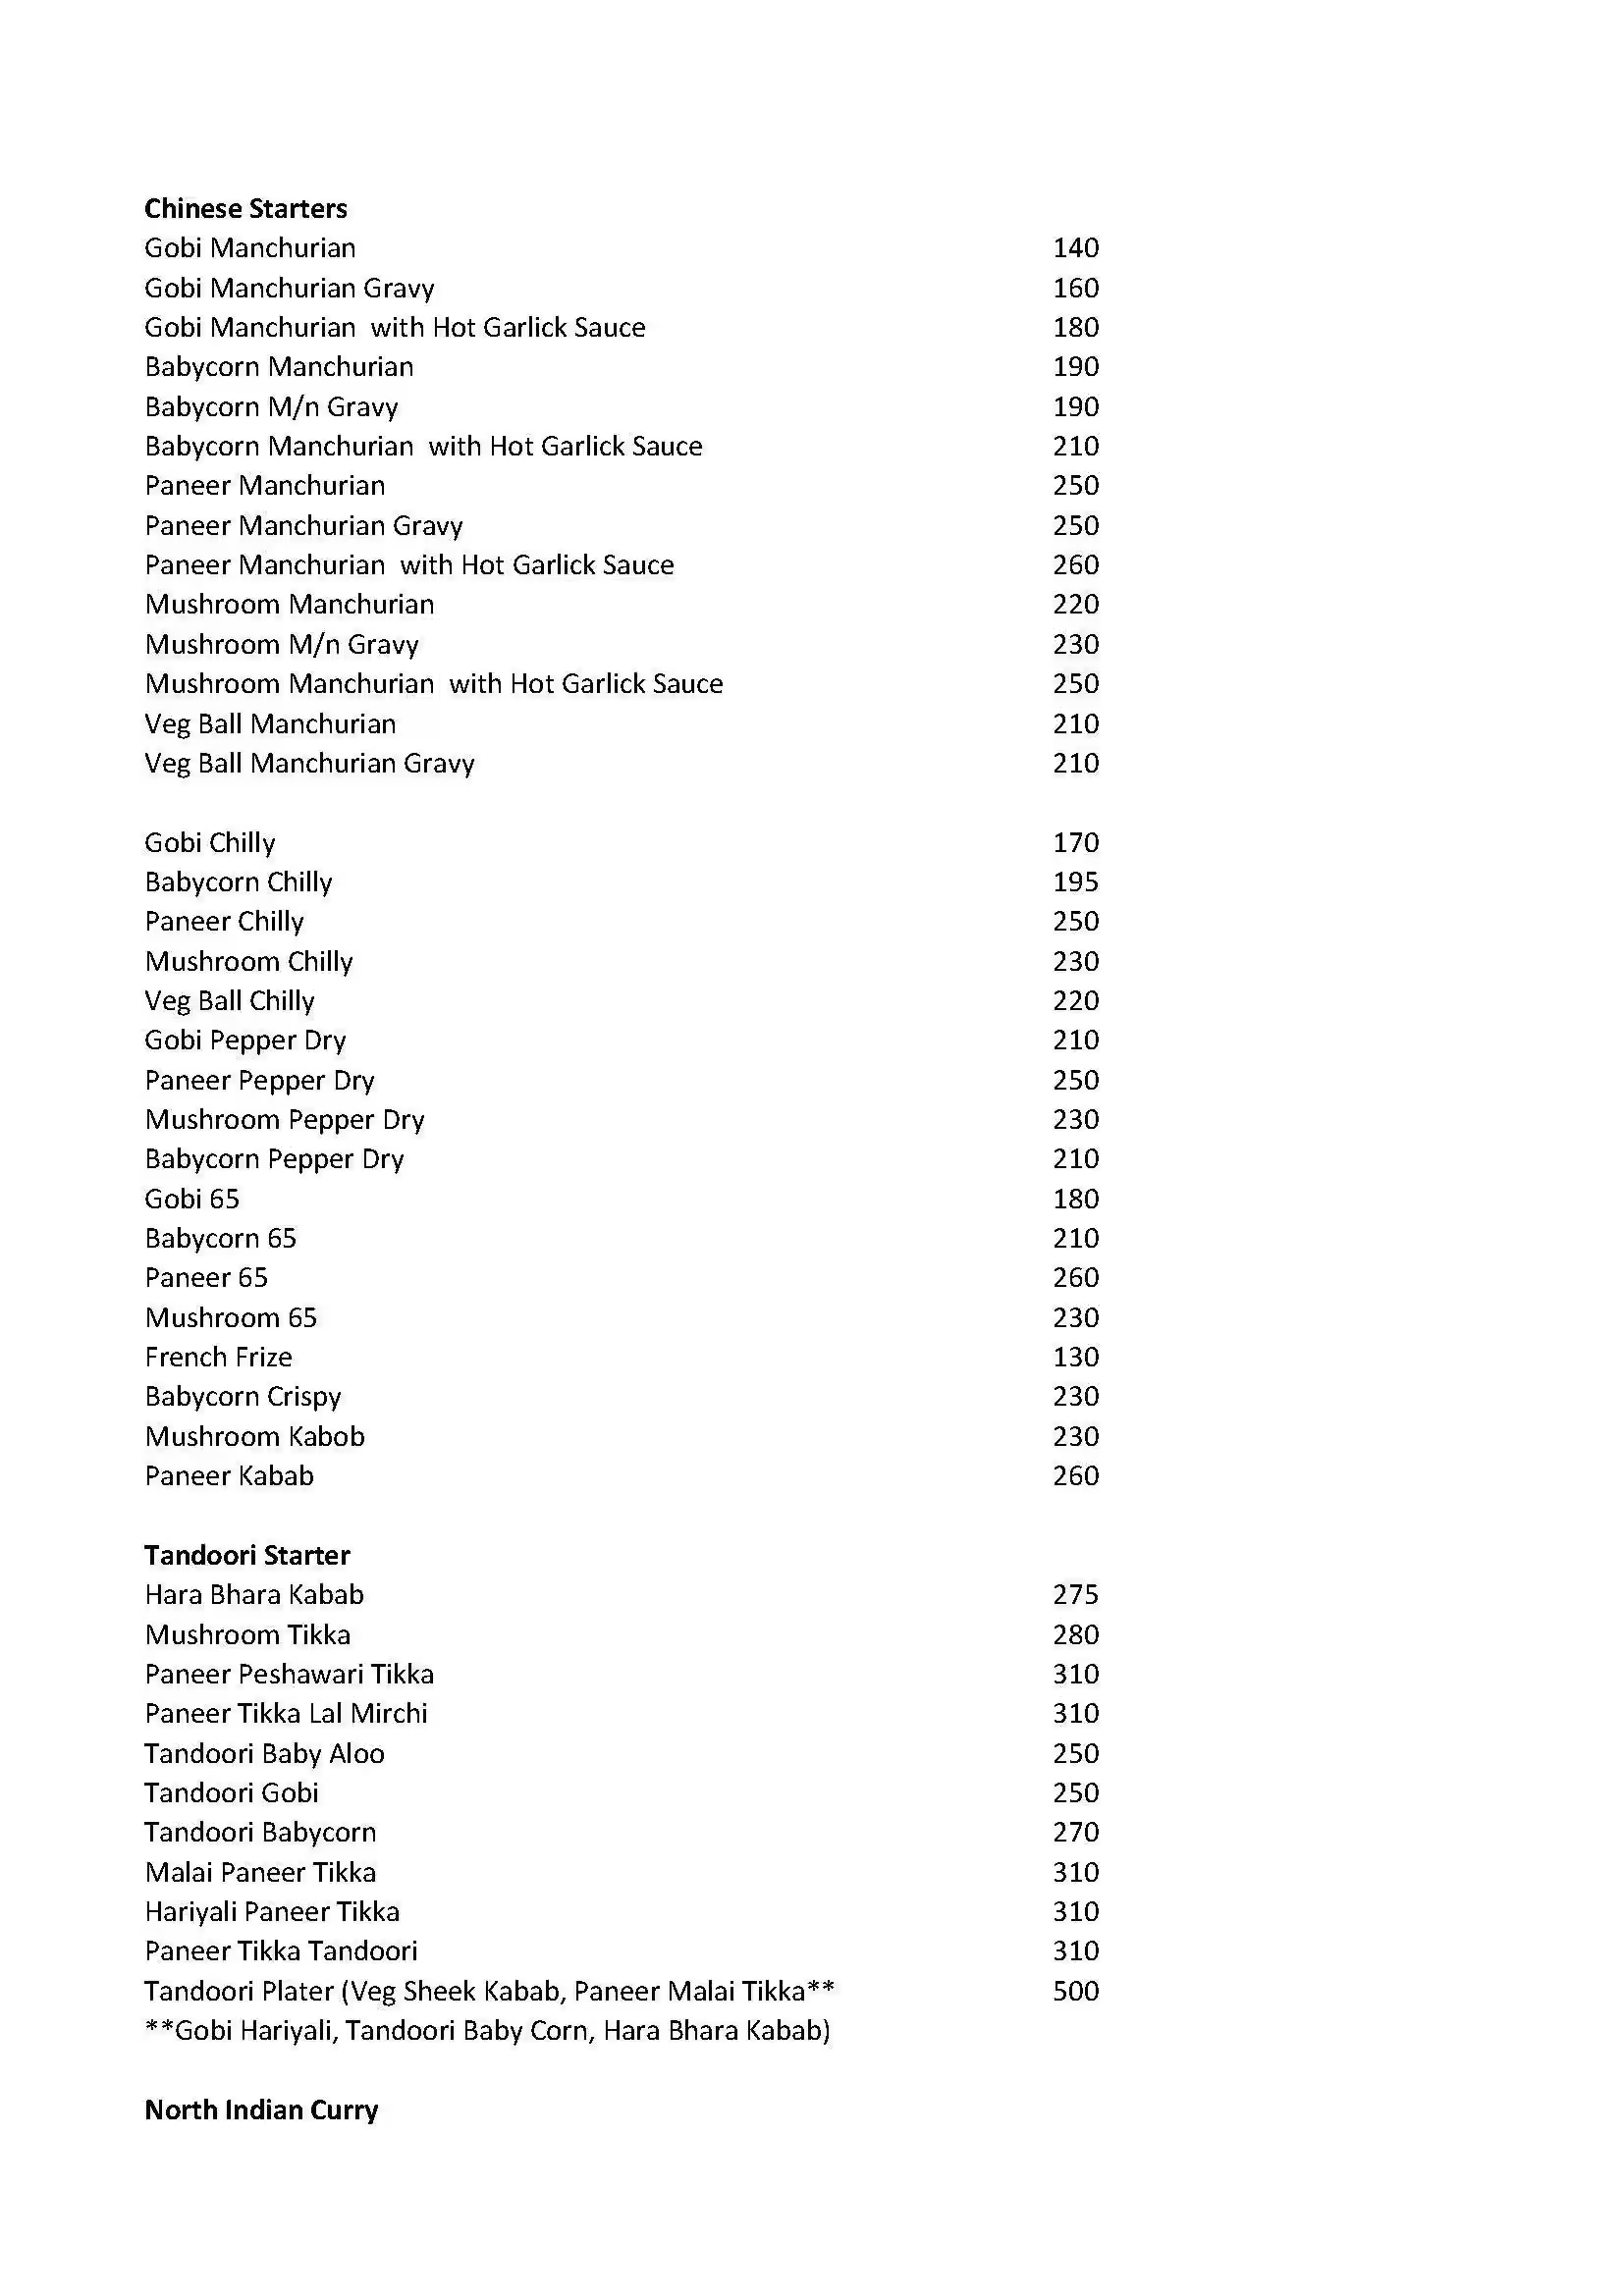 Chinese Starters
Gobi Manchurian 140
Gobi Manchurian Gravy 160
Gobi Manchurian with Hot Garlick Sauce 180
Babycorn Manchurian 190
Babycorn M/n Gravy 190
Babycorn Manchurian with Hot Garlick Sauce 210
Paneer Manchurian 250
Paneer Manchurian Gravy 250
Paneer Manchurian with Hot Garlick Sauce 260
Mushroom Manchurian 220
Mushroom M/n Gravy 230
Mushroom Manchurian with Hot Garlick Sauce 250
Veg Ball Manchurian 210
Veg Ball Manchurian Gravy 210
Gobi Chilly 170
Babycorn Chilly 195
Paneer Chilly 250
Mushroom Chilly 230
Veg Ball Chilly 220
Gobi Pepper Dry 210
Paneer Pepper Dry 250
Mushroom Pepper Dry 230
Babycorn Pepper Dry 210
Gobi 65 180
Babycorn 65 210
Paneer 65 260
Mushroom 65 230
French Frize 130
Babycorn Crispy 230
Mushroom Kabob 230
Paneer Kabab 260
Tandoori Starter
Hara Bhara Kabab 275
Mushroom Tikka 280
Paneer Peshawari Tikka 310
Paneer Tikka Lal Mirchi 310
Tandoori Baby Aloo 250
Tandoori Gobi 250
Tandoori Babycorn 270
Malai Paneer Tikka 310
Hariyali Paneer Tikka 310
Paneer Tikka Tandoori 310
Tandoori Plater (Veg Sheek Kabab, Paneer Malai Tikka** 500
**Gobi Hariyali, Tandoori Baby Corn, Hara Bhara Kabab)
North Indian Curry